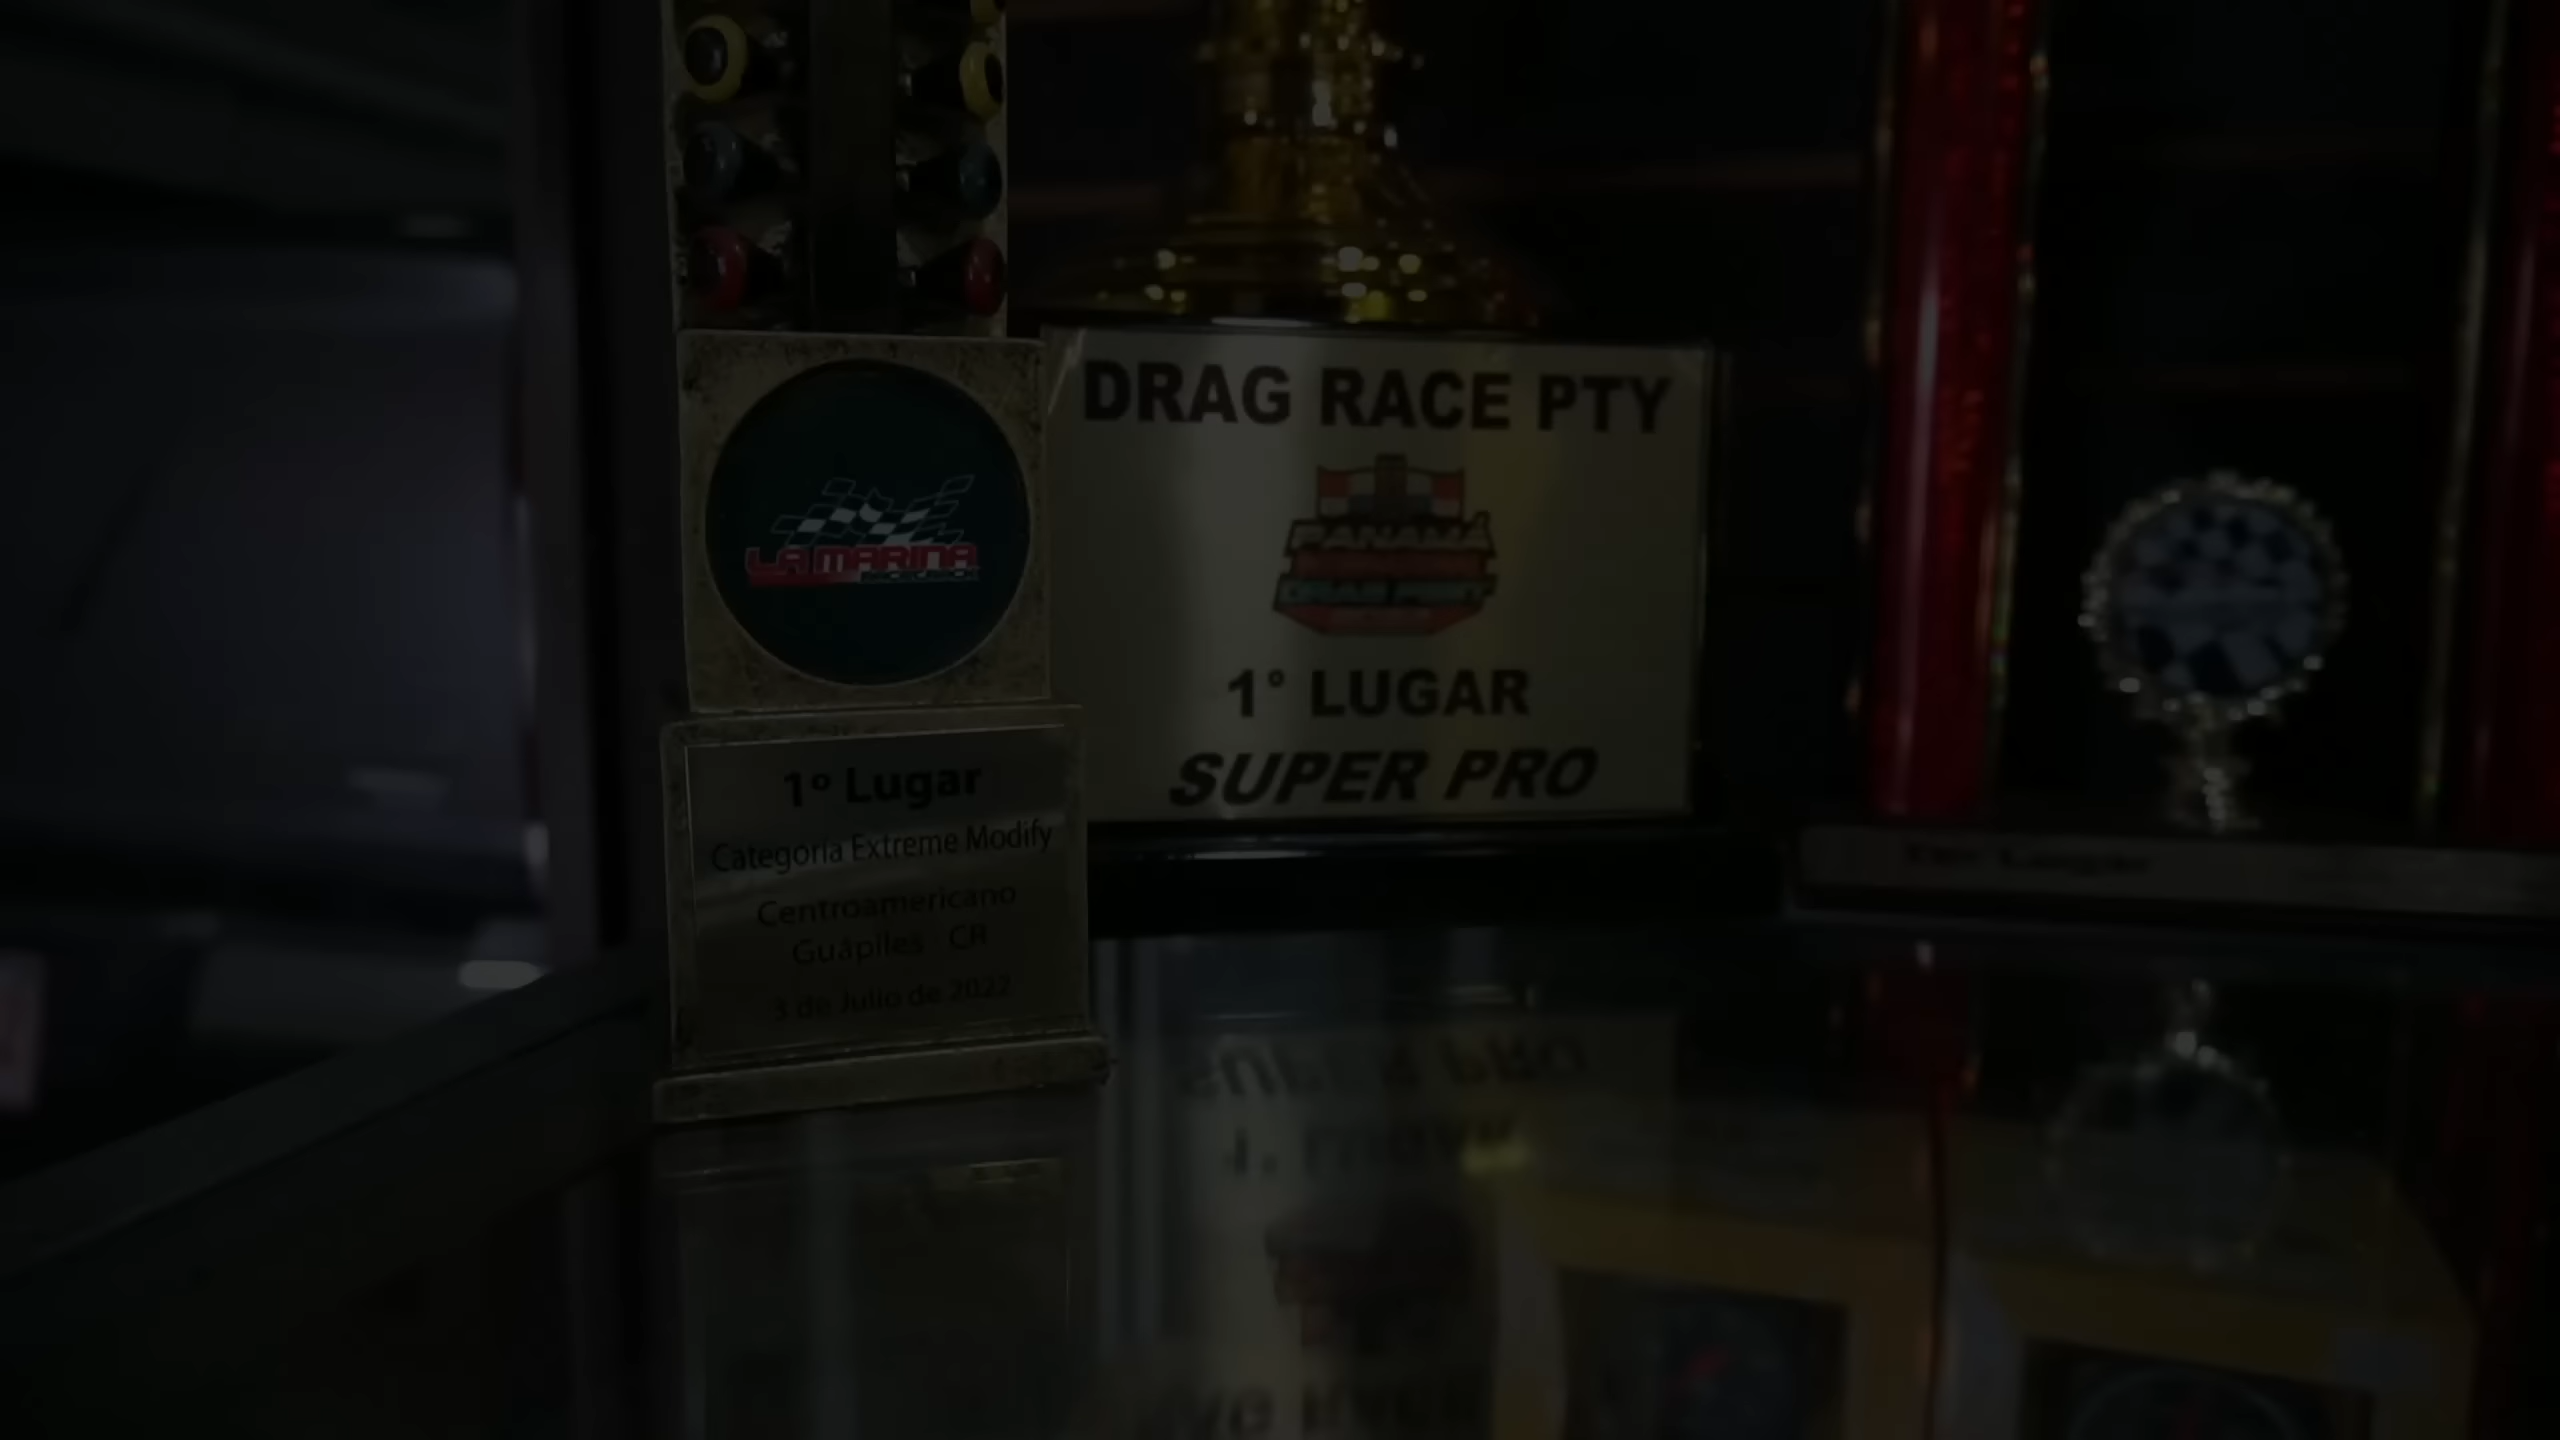 DRAG RACE PTY
PANAMÁ
1° LUGAR
SUPER PRO
LA MARINA
1º Lugar
Categoria Extreme Modify
Centroamericano
Guápiles - CR
3 de Julio de 2022